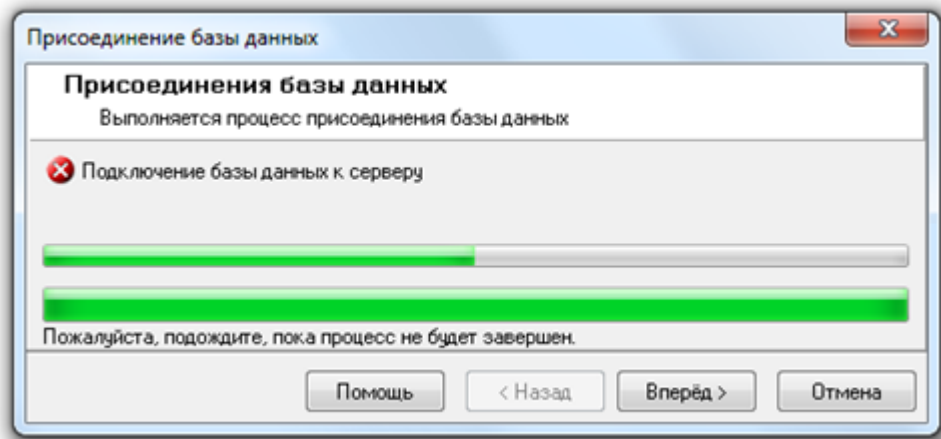 Присоединение базы данных
Присоединения базы данных
Выполняется процесс присоединения базы данных
Подключение базы данных к серверу
Пожалуйста, подождите, пока процесс не будет завершен.
Помощь < Назад Вперёд > Отмена